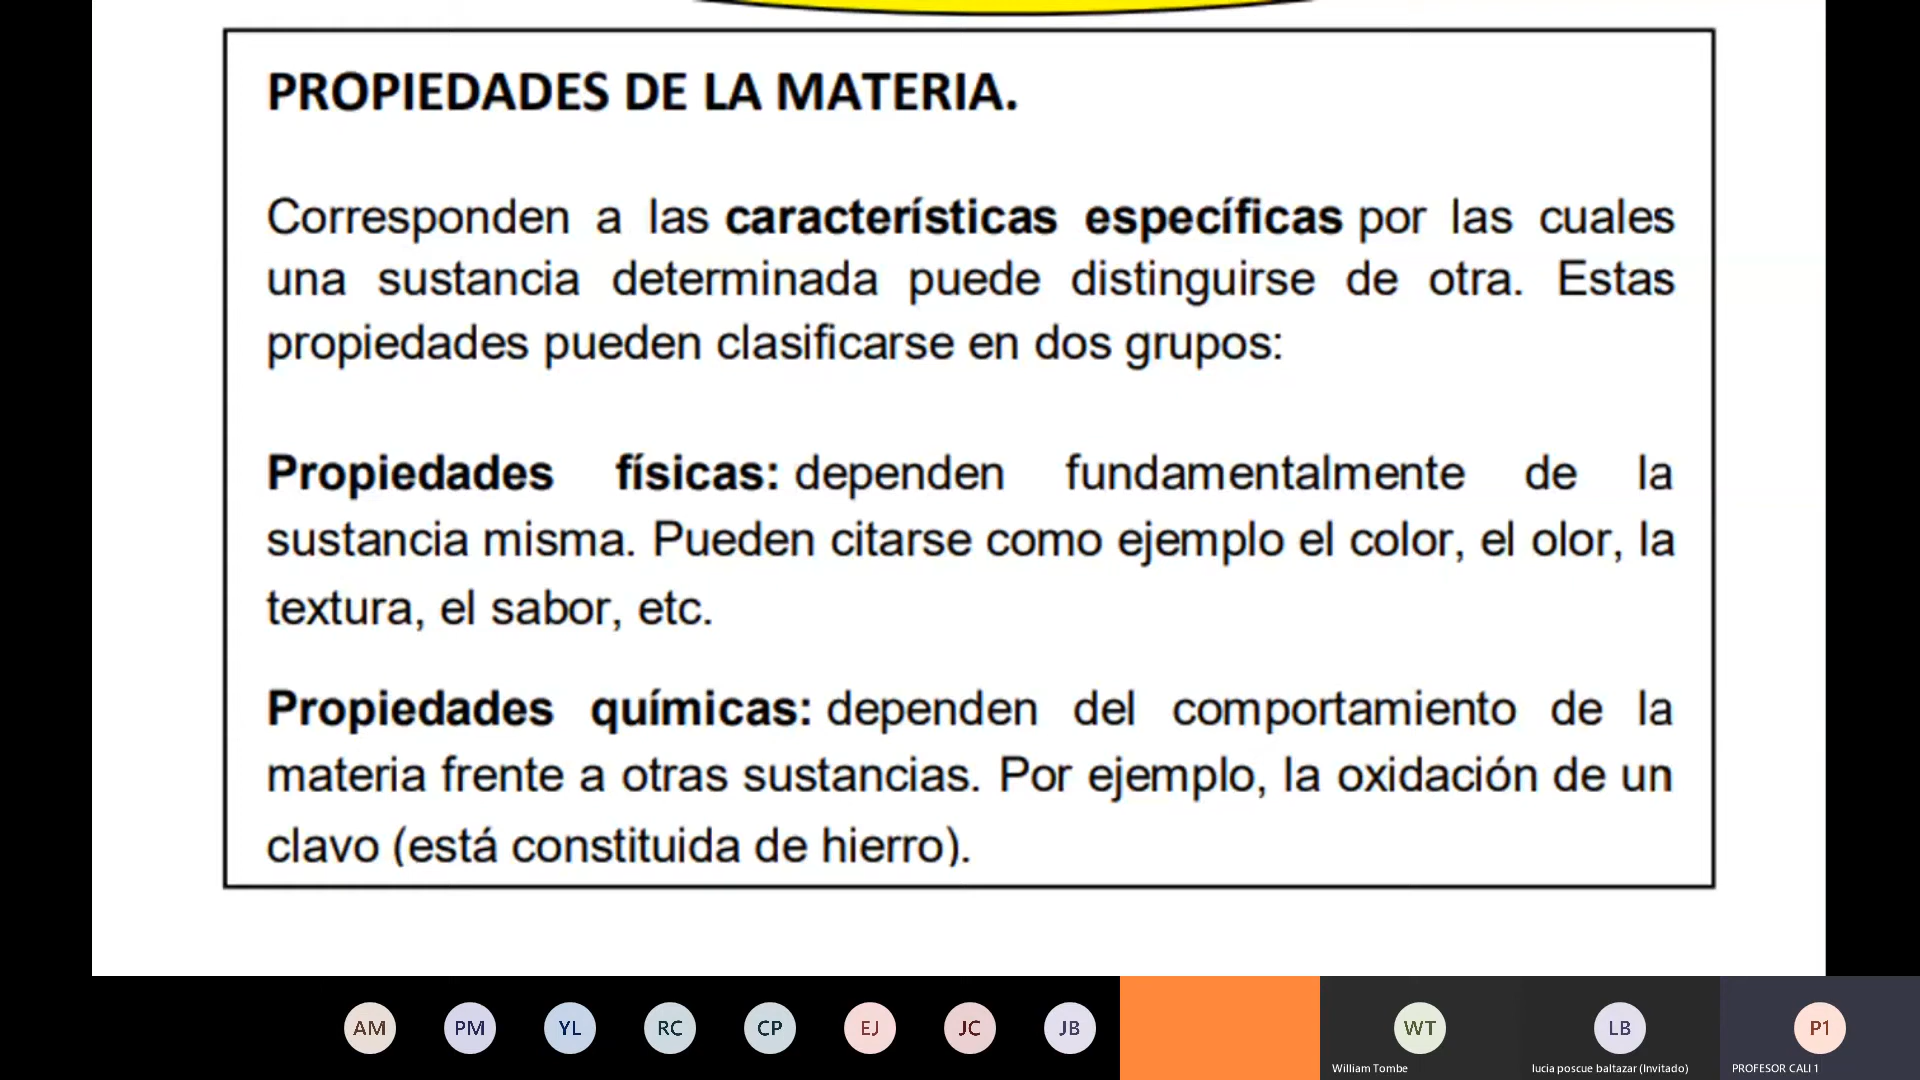 PROPIEDADES DE LA MATERIA.
Corresponden a las características específicas por las cuales
una sustancia determinada puede distinguirse de otra. Estas
propiedades pueden clasificarse en dos grupos:
Propiedades físicas: dependen fundamentalmente de la
sustancia misma. Pueden citarse como ejemplo el color, el olor, la
textura, el sabor, etc.
Propiedades químicas: dependen del comportamiento de la
materia frente a otras sustancias. Por ejemplo, la oxidación de un
clavo (está constituida de hierro).
AM PM YL RC CP EJ JC JB WT LB P1
William Tombe lucia poscue baltazar (Invitado) PROFESOR CALI 1